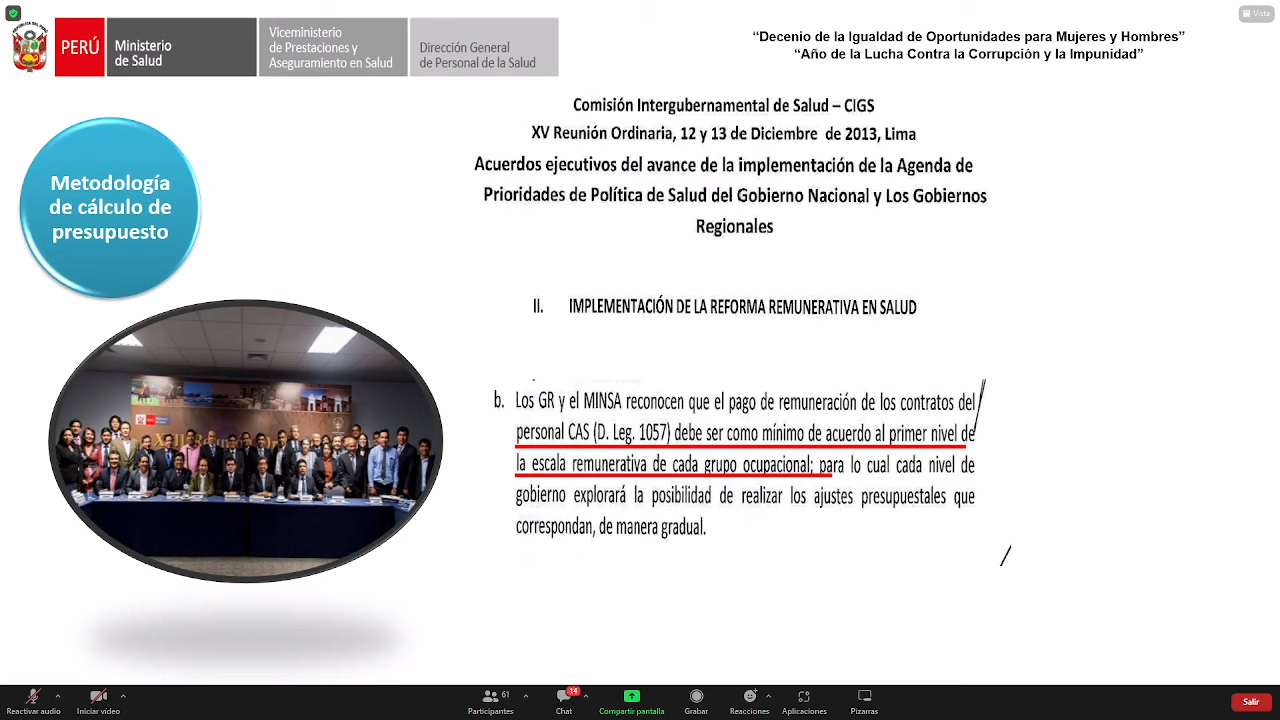 Vista
REPÚBLICA DEL PERÚ
PERÚ
Ministerio
de Salud
Viceministerio
de Prestaciones y
Aseguramiento en Salud
Dirección General
de Personal de la Salud
“Decenio de la Igualdad de Oportunidades para Mujeres y Hombres”
“Año de la Lucha Contra la Corrupción y la Impunidad”
Metodología
de cálculo de
presupuesto
Comisión Intergubernamental de Salud – CIGS
XV Reunión Ordinaria, 12 y 13 de Diciembre de 2013, Lima
Acuerdos ejecutivos del avance de la implementación de la Agenda de
Prioridades de Política de Salud del Gobierno Nacional y Los Gobiernos
Regionales
II. IMPLEMENTACIÓN DE LA REFORMA REMUNERATIVA EN SALUD
b. Los GR y el MINSA reconocen que el pago de remuneración de los contratos del
personal CAS (D. Leg. 1057) debe ser como mínimo de acuerdo al primer nivel de
la escala remunerativa de cada grupo ocupacional; para lo cual cada nivel de
gobierno explorará la posibilidad de realizar los ajustes presupuestales que
correspondan, de manera gradual.
Reactivar audio
Iniciar vídeo
61
Participantes
14
Chat
Compartir pantalla
Grabar
Reacciones
Aplicaciones
Pizarras
Salir